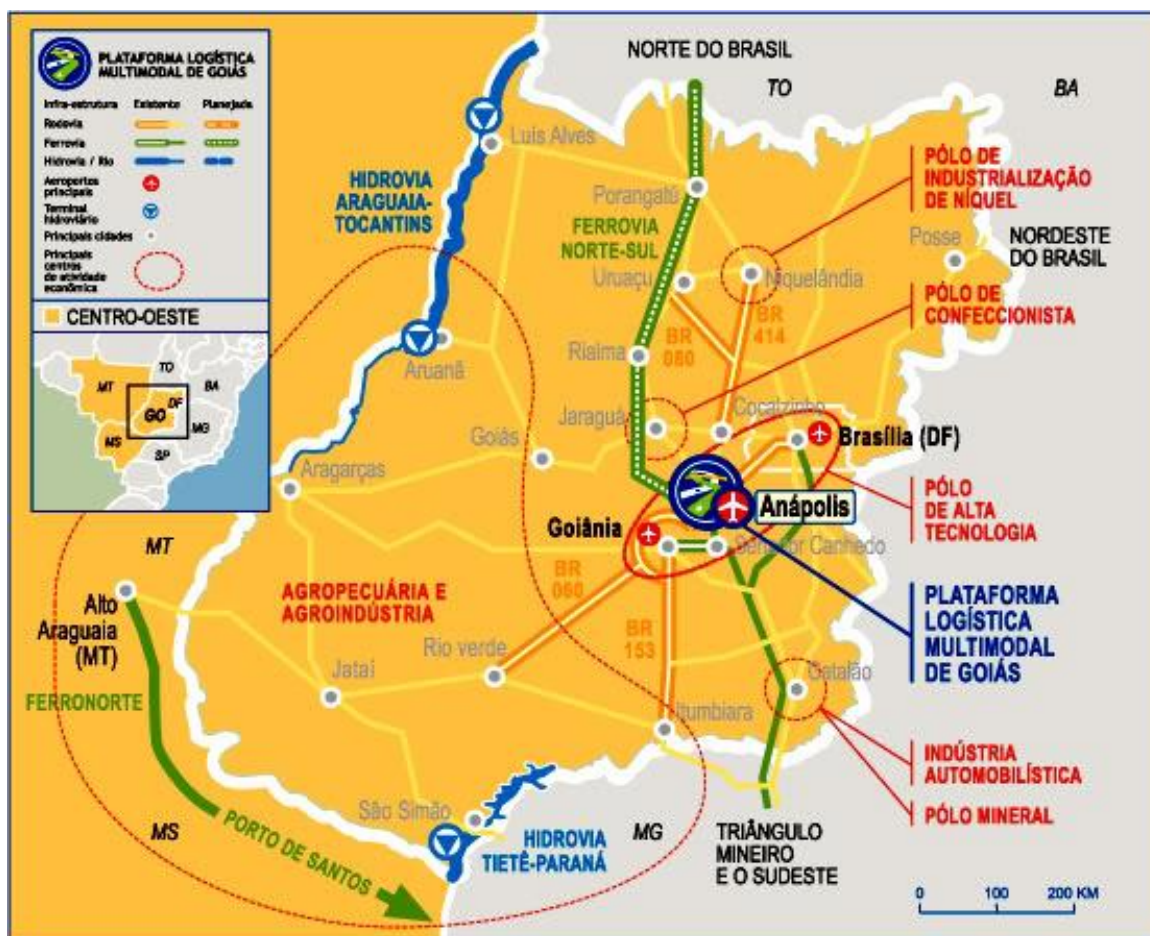 PLATAFORMA LOGÍSTICA
MULTIMODAL DE GOIÁS
Infra-estrutura Existente Planejada
Rodovia
Ferrovia
Hidrovia / Rio
Aeroportos
principais
Terminal
hidroviário
Principais cidades
Principais
centros
de atividade
econômica
CENTRO-OESTE
MT
TO
BA
GO
DF
MS
MG
SP
NORTE DO BRASIL
TO
BA
Luis Alves
HIDROVIA
ARAGUAIA-
TOCANTINS
Porangatú
FERROVIA
NORTE-SUL
PÓLO DE
INDUSTRIALIZAÇÃO
DE NÍQUEL
Posse
NORDESTE
DO BRASIL
Uruaçu
Niquelândia
PÓLO DE
CONFECCIONISTA
BR
080
BR
414
Rialma
Aruanã
Jaraguá
Cocalzinho
Goiás
Brasília (DF)
Aragarças
Anápolis
PÓLO
DE ALTA
TECNOLOGIA
Goiânia
Senador Canhedo
MT
BR
060
AGROPECUÁRIA E
AGROINDÚSTRIA
Alto
Araguaia
(MT)
PLATAFORMA
LOGÍSTICA
MULTIMODAL
DE GOIÁS
BR
153
Rio verde
Jataí
Catalão
FERRONORTE
Itumbiara
INDÚSTRIA
AUTOMOBILÍSTICA
PÓLO MINERAL
São Simão
MS
PORTO DE SANTOS
HIDROVIA
TIETÊ-PARANÁ
MG
TRIÂNGULO
MINEIRO
E O SUDESTE
0 100 200 KM